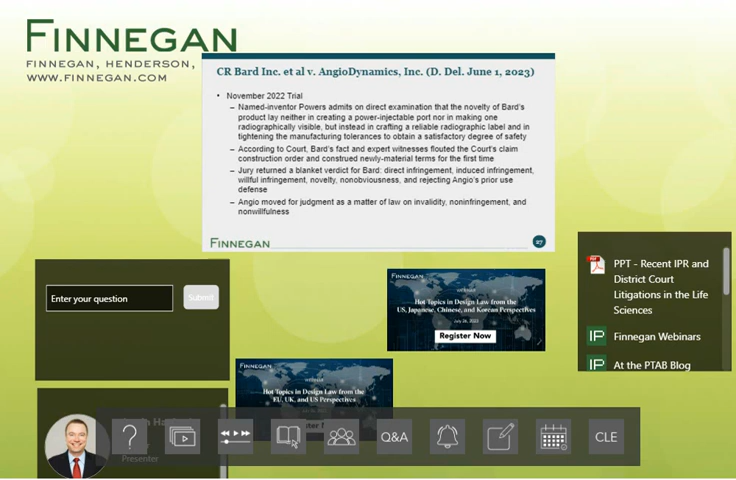 FINNEGAN
FINNEGAN, HENDERSON,
WWW.FINNEGAN.COM
CR Bard Inc. et al v. AngioDynamics, Inc. (D. Del. June 1, 2023)
• November 2022 Trial
– Named-inventor Powers admits on direct examination that the novelty of Bard's
product lay neither in creating a power-injectable port nor in making one
radiographically visible, but instead in crafting a reliable radiographic label and in
tightening the manufacturing tolerances to obtain a satisfactory degree of safety
– According to Court, Bard's fact and expert witnesses flouted the Court's claim
construction order and construed newly-material terms for the first time
– Jury returned a blanket verdict for Bard: direct infringement, induced infringement,
willful infringement, novelty, nonobviousness, and rejecting Angio's prior use
defense
– Angio moved for judgment as a matter of law on invalidity, noninfringement, and
nonwillfulness
FINNEGAN
27
PPT - Recent IPR and
District Court
Litigations in the Life
Sciences
IP Finnegan Webinars
IP At the PTAB Blog
Enter your question
Submit
FINNEGAN
WEBINAR
Hot Topics in Design Law from the
US, Japanese, Chinese, and Korean Perspectives
July 26, 2023
Register Now
FINNEGAN
WEBINAR
Hot Topics in Design Law from the
EU, UK, and US Perspectives
Presenter
?
Q&A
CLE